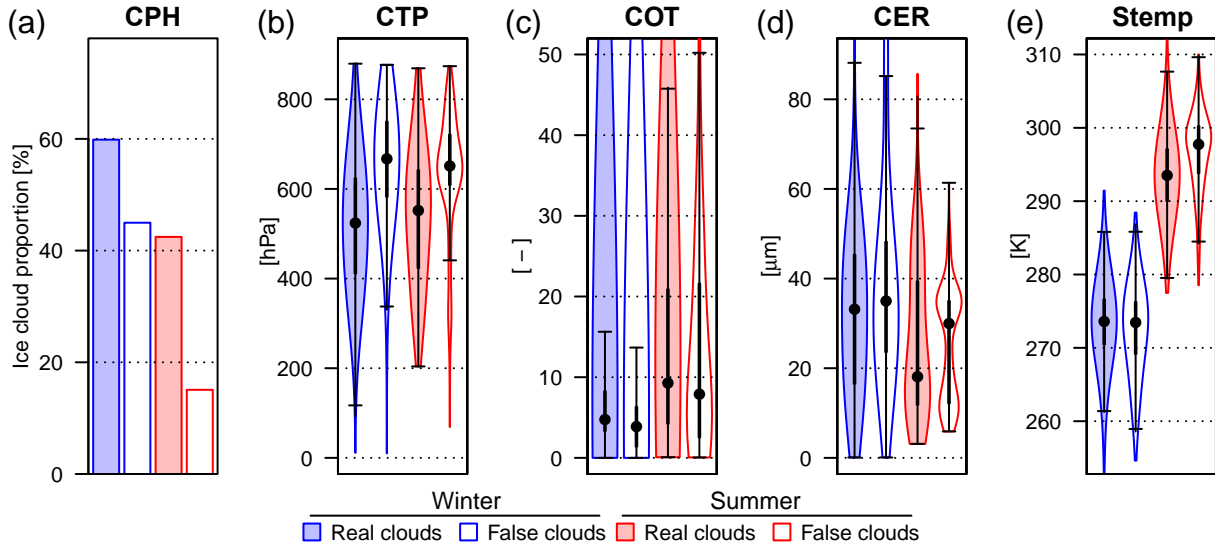 (a) CPH
Ice cloud proportion [%]
60
40
20
0
(b) CTP
[hPa]
800
600
400
200
0
(c) COT
[ − ]
50
40
30
20
10
0
(d) CER
[µm]
80
60
40
20
0
(e) Stemp
[K]
310
300
290
280
270
260
Winter Summer
Real clouds False clouds Real clouds False clouds